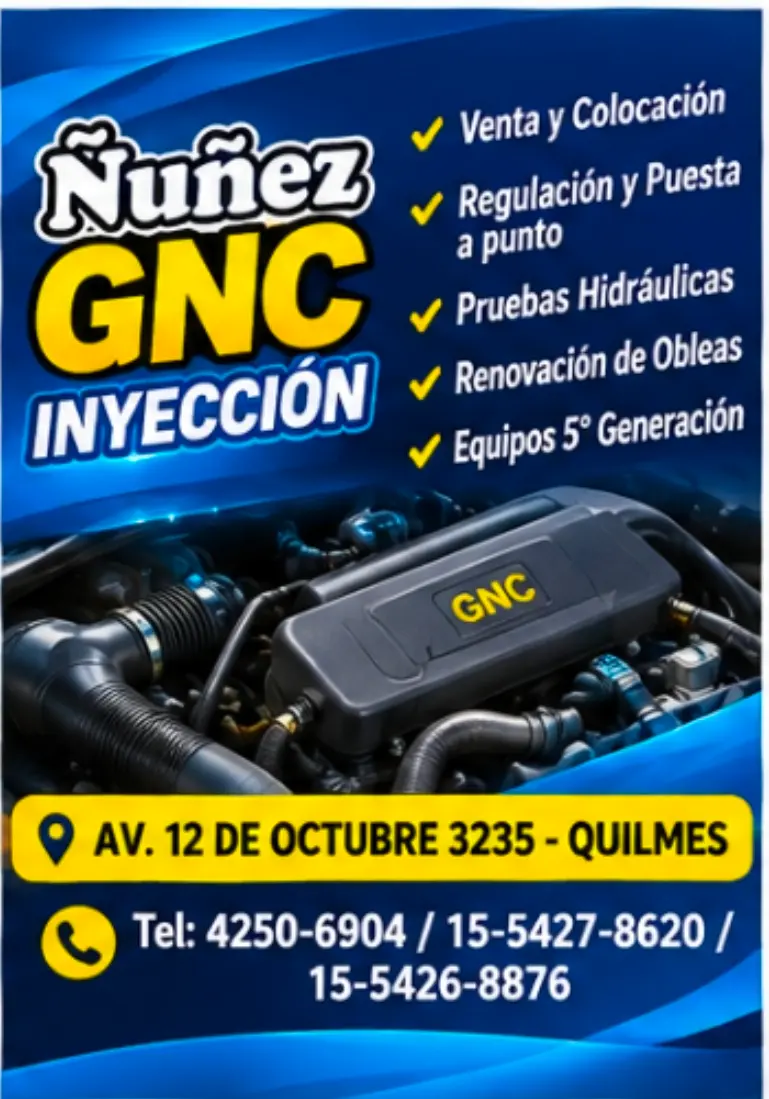 Ñuñez
GNC
INYECCIÓN
Venta y Colocación
Regulación y Puesta
a punto
Pruebas Hidráulicas
Renovación de Obleas
Equipos 5° Generación
GNC
AV. 12 DE OCTUBRE 3235 - QUILMES
Tel: 4250-6904 / 15-5427-8620 /
15-5426-8876